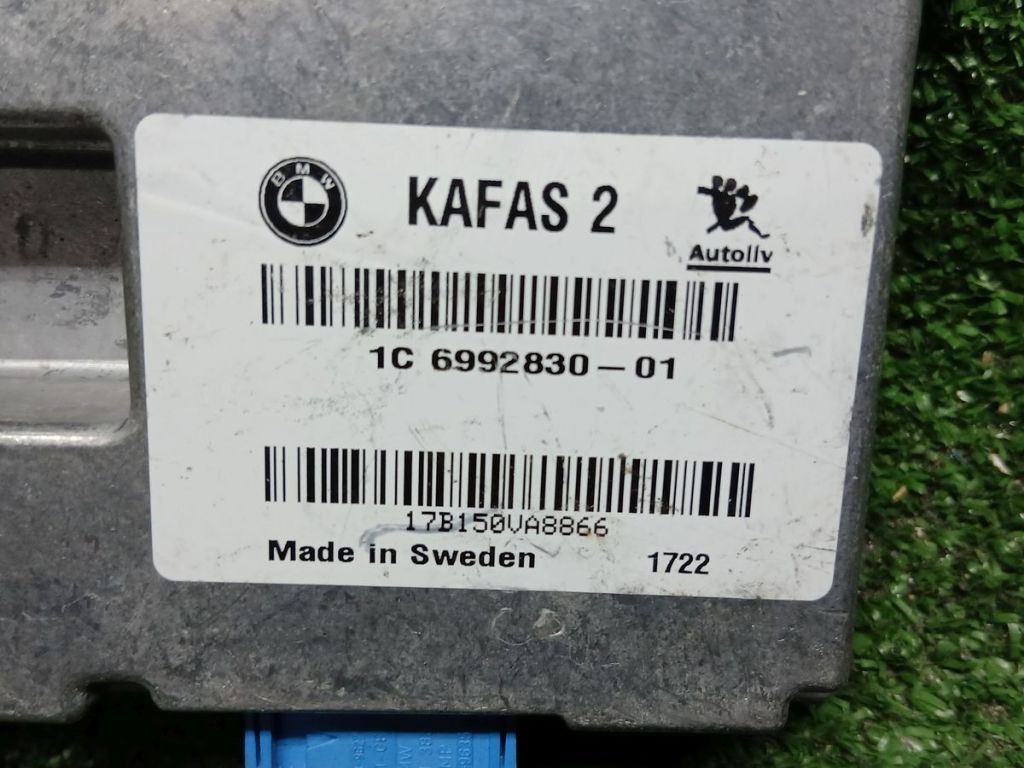 BMW
KAFAS 2
Autoliv
1C 6992830-01
17B150VA8866
Made in Sweden 1722